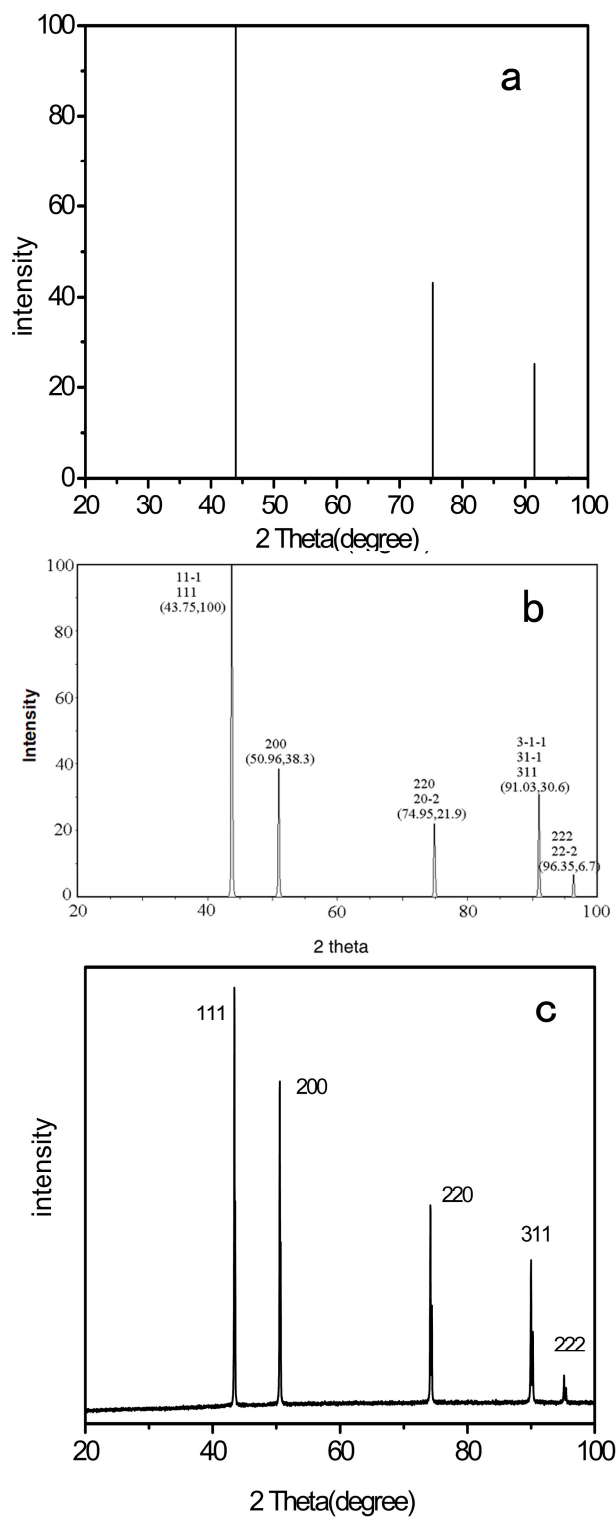 a
100
80
60
40
20
0
intensity
20 30 40 50 60 70 80 90 100
2 Theta(degree)
b
100
80
60
40
20
0
Intensity
11-1
111
(43.75,100)
200
(50.96,38.3)
220
20-2
(74.95,21.9)
3-1-1
31-1
311
(91.03,30.6)
222
22-2
(96.35,6.7)
20 40 60 80 100
2 theta
c
intensity
111
200
220
311
222
20 40 60 80 100
2 Theta(degree)